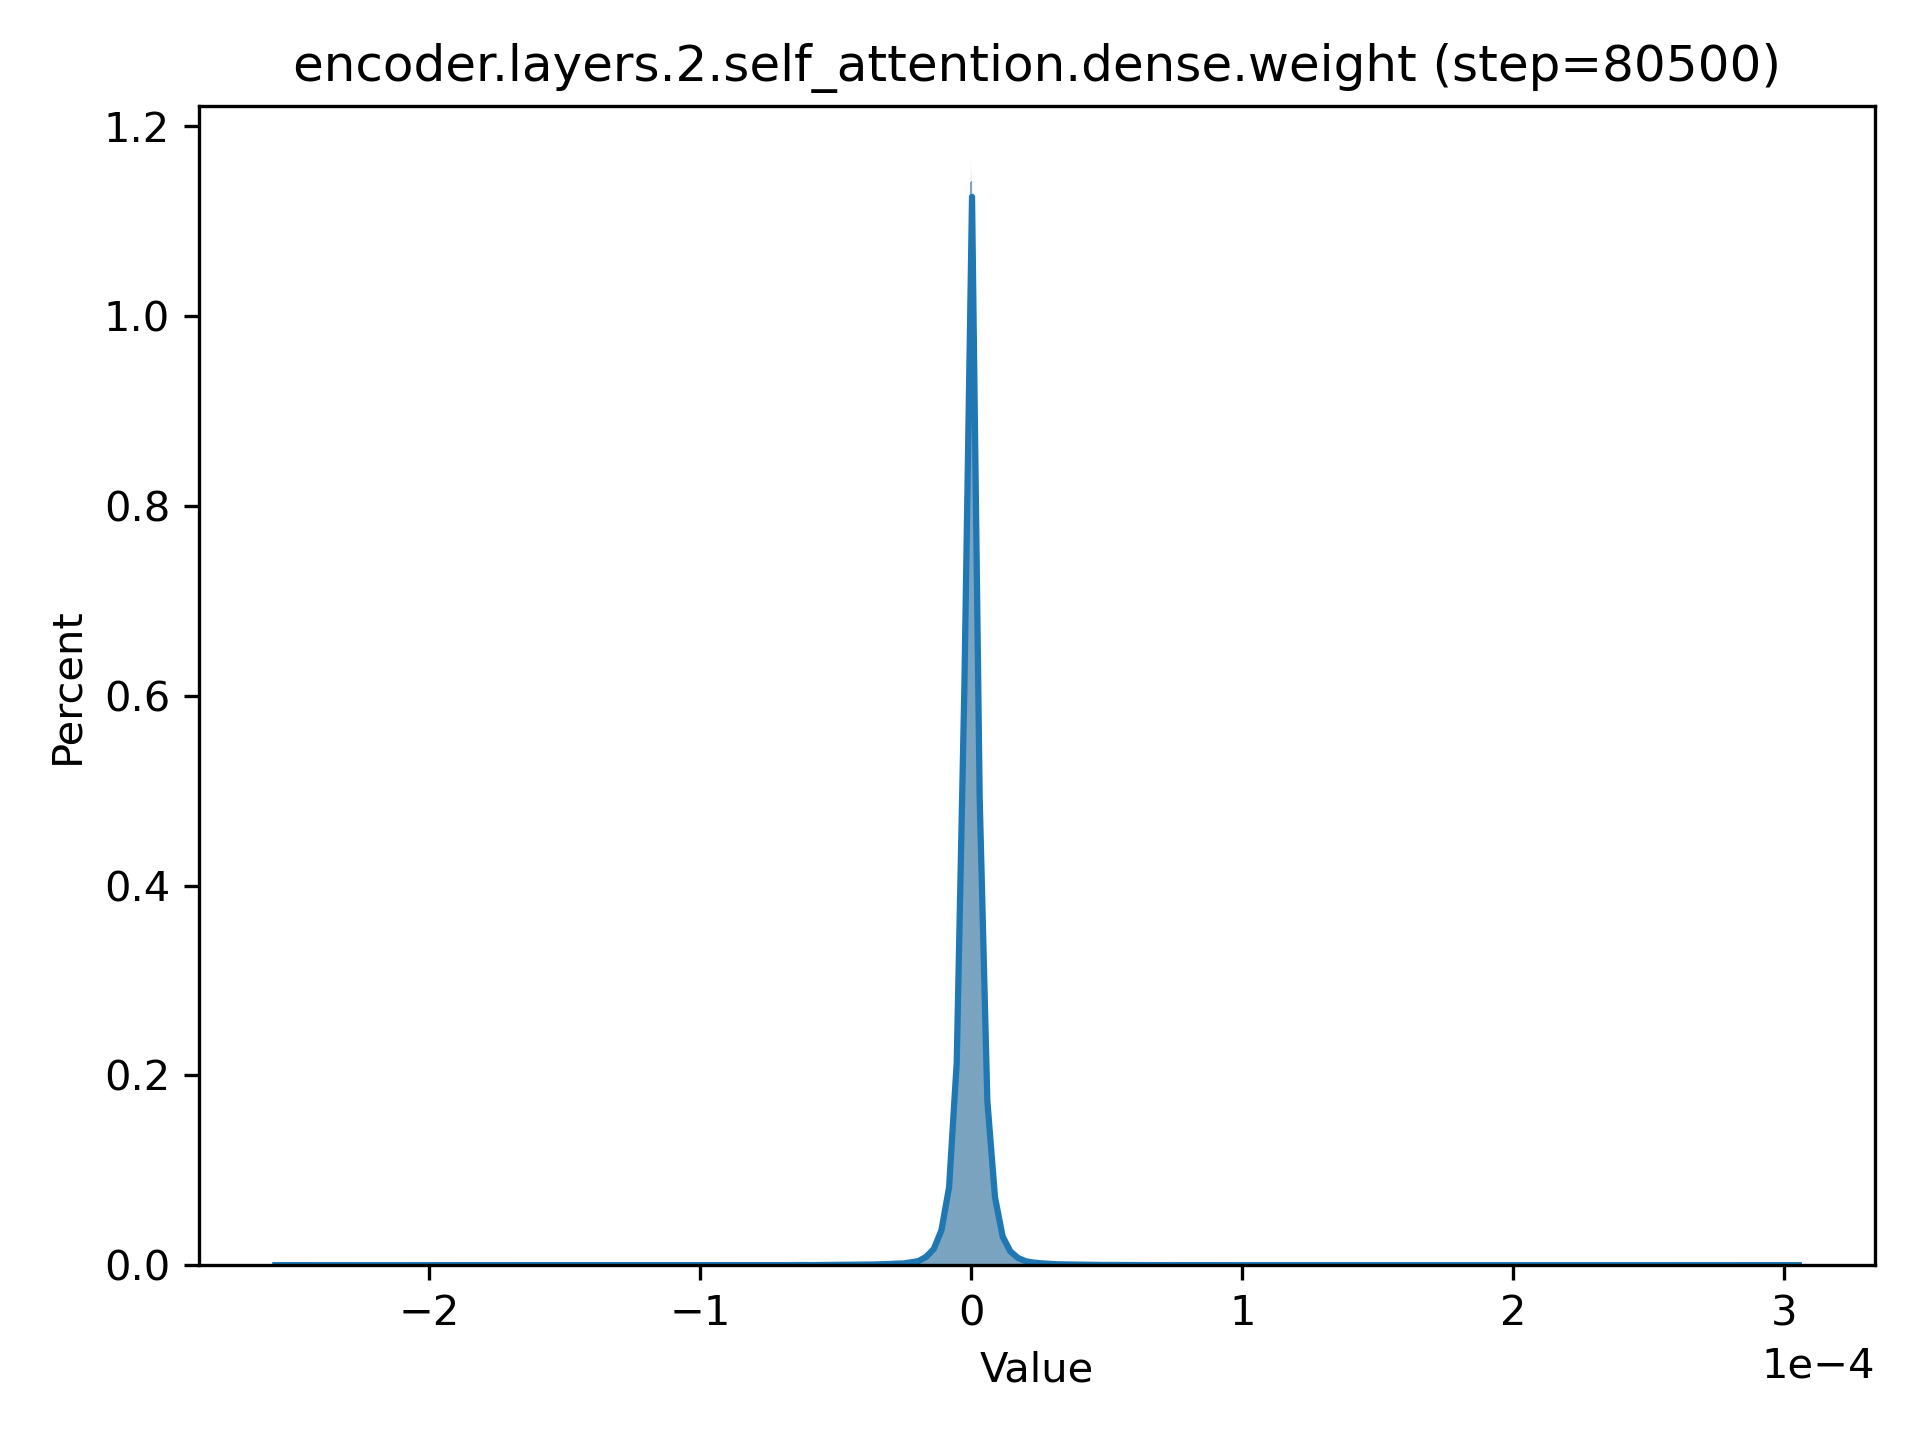 encoder.layers.2.self_attention.dense.weight (step=80500)
1.2
1.0
0.8
0.6
0.4
0.2
0.0
Percent
−2 −1 0 1 2 3
1e−4
Value